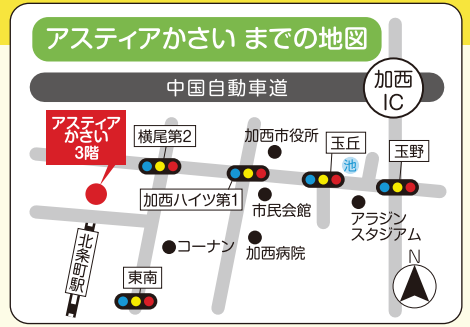 アスティアかさい までの地図
中国自動車道
加西
IC
アスティア
かさい
3階
横尾第2
加西市役所
玉丘
池
玉野
加西ハイツ第1
市民会館
アラジン
スタジアム
コーナン
加西病院
北条町駅
東南
N